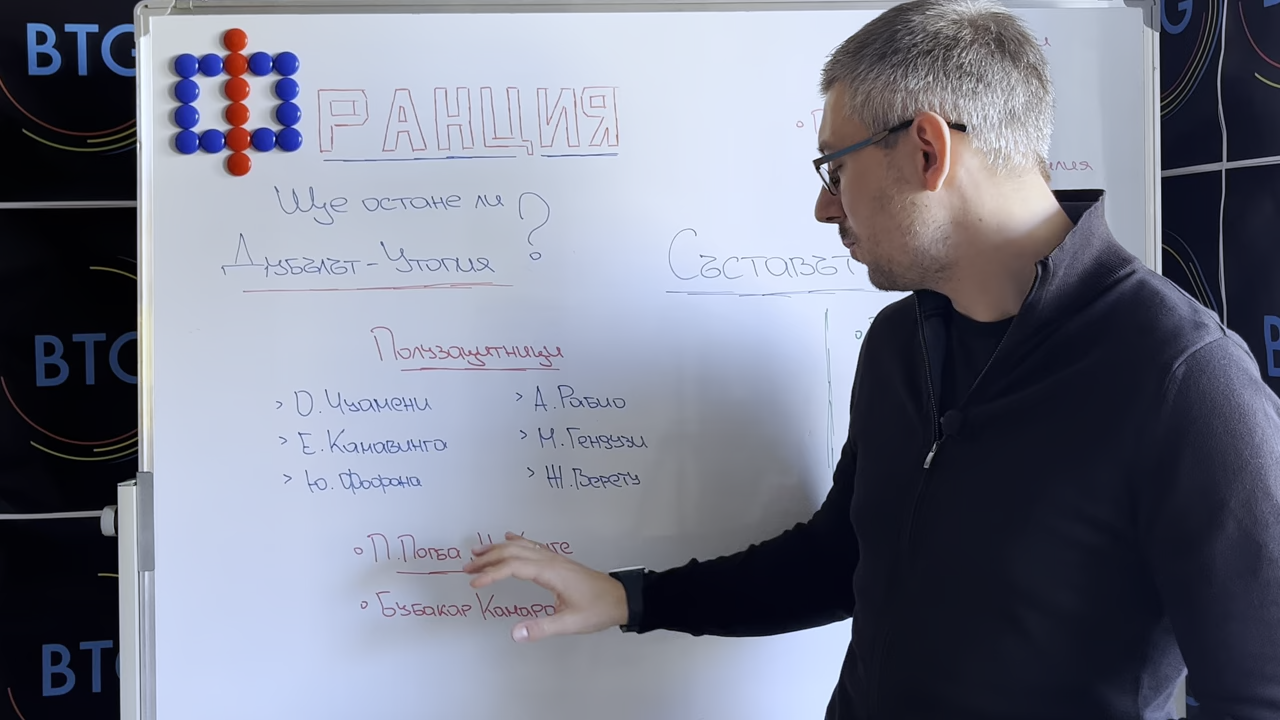 BTG
ФРАНЦИЯ
Ще остане ли
Дубълът-Утопия ?
Съставът
Полузащитници
> О. Чуамени
> Е. Камавинга
> Ю. Фофана
> А. Рабио
> М. Гендузи
> Ж. Верету
П. Погба,
Бубакар Камара
BTG
BTG